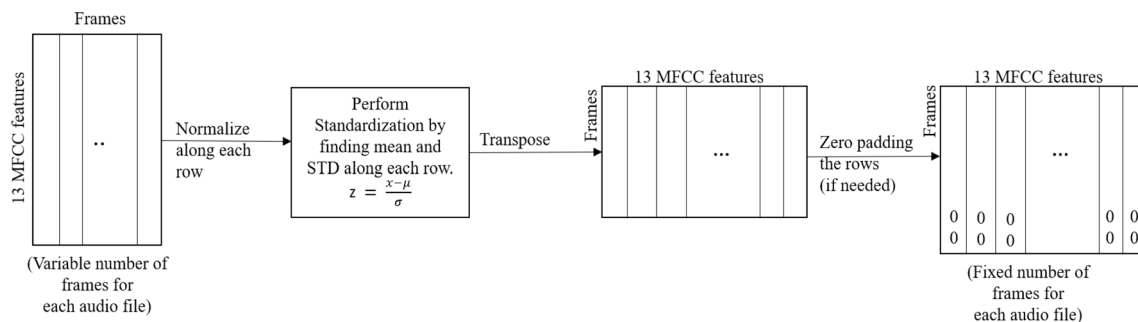 Frames
13 MFCC features
..
(Variable number of
frames for
each audio file)
Normalize
along each
row
Perform
Standardization by
finding mean and
STD along each row.
z = x−μ/σ
Transpose
13 MFCC features
Frames
...
Zero padding
the rows
(if needed)
13 MFCC features
Frames
...
0 0 0 0 0
0 0 0 0 0
(Fixed number of
frames for
each audio file)